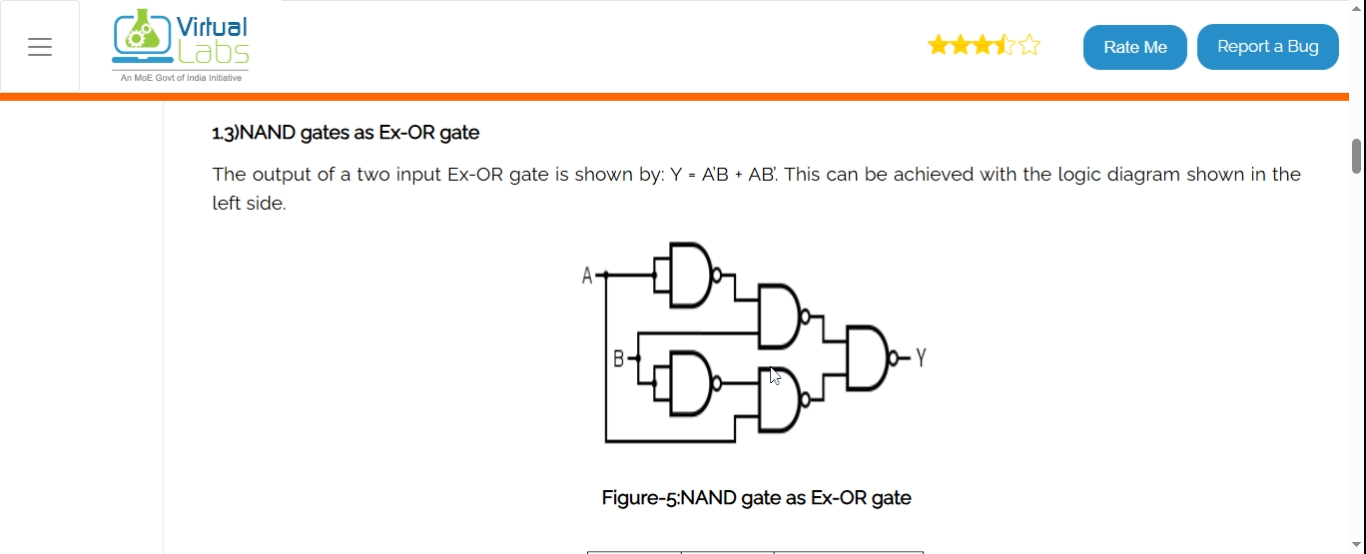 Virtual
Labs
An MoE Govt of India Initiative
Rate Me
Report a Bug
1.3)NAND gates as Ex-OR gate
The output of a two input Ex-OR gate is shown by: Y = A'B + AB'. This can be achieved with the logic diagram shown in the
left side.
A
B
Y
Figure-5:NAND gate as Ex-OR gate